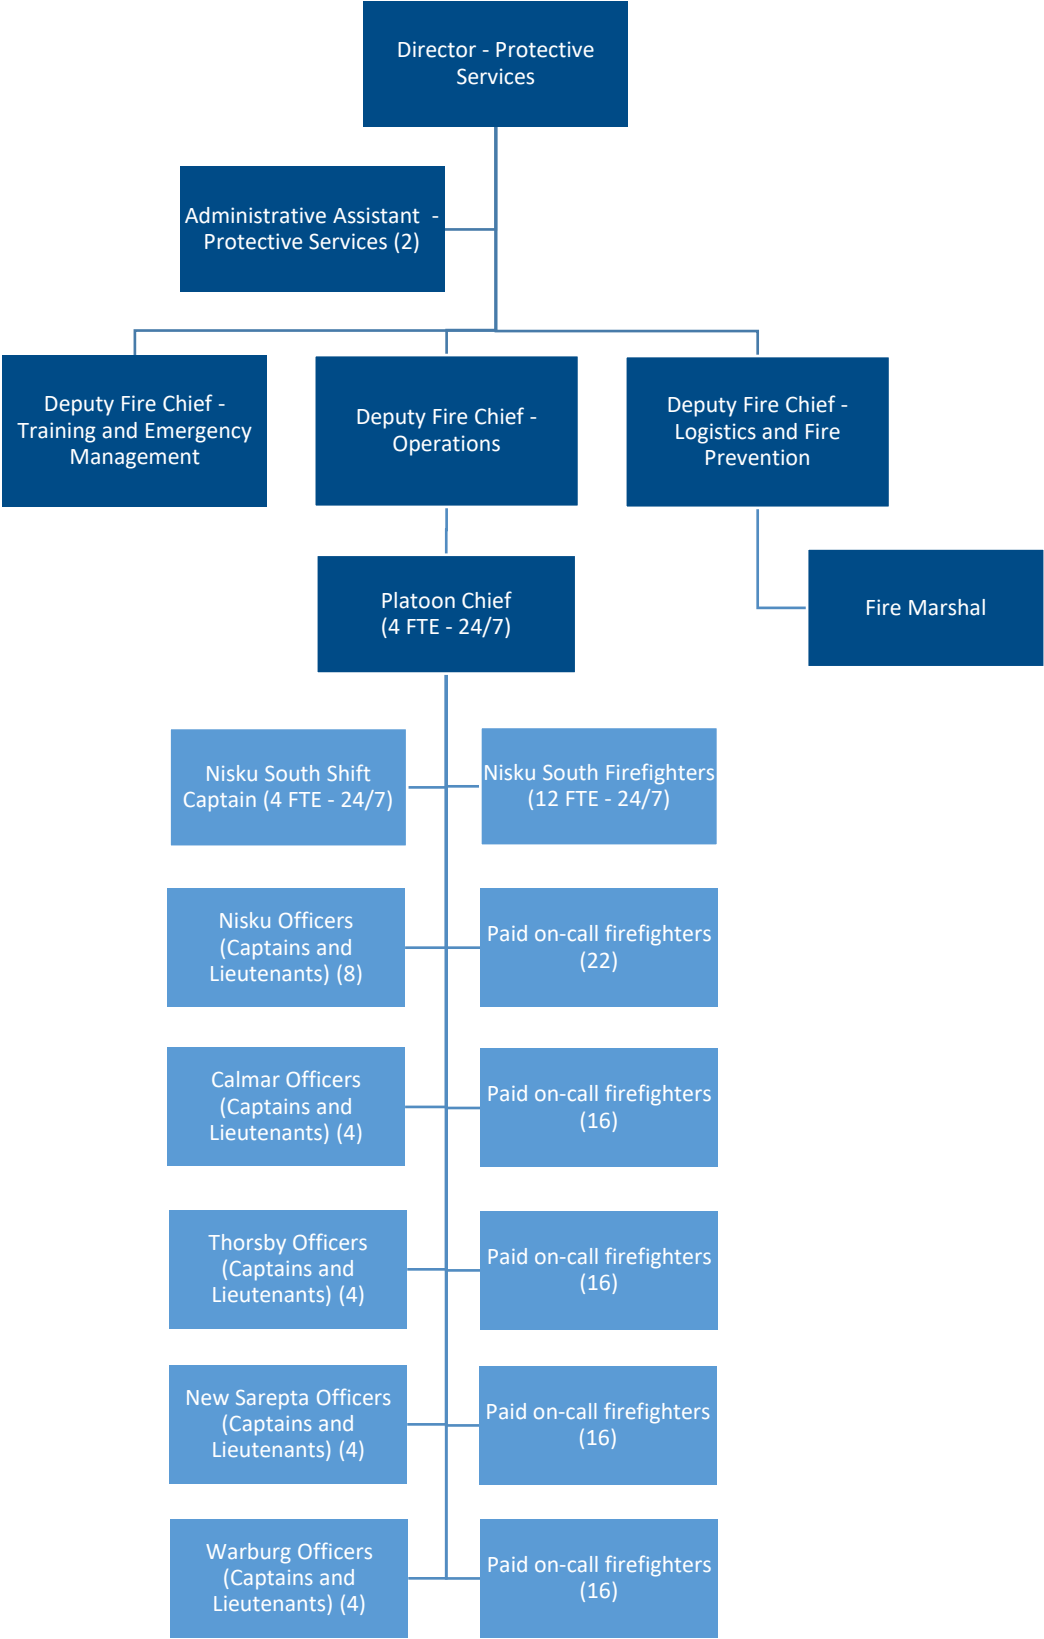 Director - Protective
Services
Administrative Assistant  -
Protective Services (2)
Deputy Fire Chief -
Training and Emergency
Management
Deputy Fire Chief -
Operations
Deputy Fire Chief -
Logistics and Fire
Prevention
Platoon Chief
(4 FTE - 24/7)
Fire Marshal
Nisku South Shift
Captain (4 FTE - 24/7)
Nisku South Firefighters
(12 FTE - 24/7)
Nisku Officers
(Captains and
Lieutenants) (8)
Paid on-call firefighters
(22)
Calmar Officers
(Captains and
Lieutenants) (4)
Paid on-call firefighters
(16)
Thorsby Officers
(Captains and
Lieutenants) (4)
Paid on-call firefighters
(16)
New Sarepta Officers
(Captains and
Lieutenants) (4)
Paid on-call firefighters
(16)
Warburg Officers
(Captains and
Lieutenants) (4)
Paid on-call firefighters
(16)